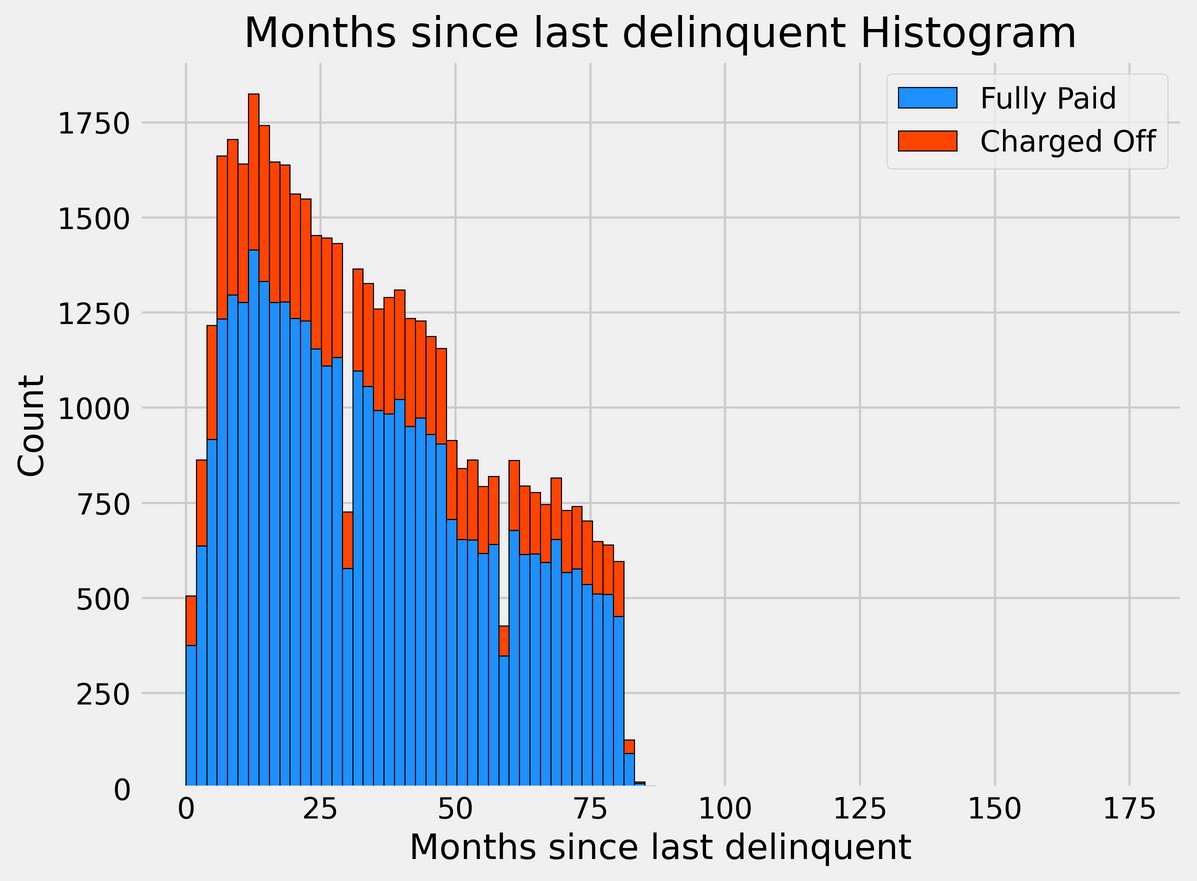 Months since last delinquent Histogram
Fully Paid
Charged Off
1750
1500
1250
1000
750
500
250
0
Count
0 25 50 75 100 125 150 175
Months since last delinquent